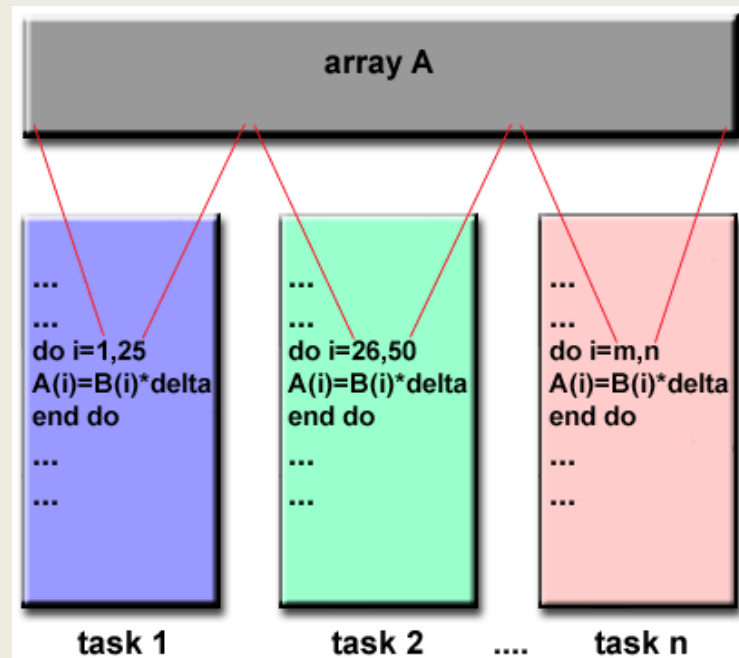 array A
...
...
do i=1,25
A(i)=B(i)*delta
end do
...
...
...
...
do i=26,50
A(i)=B(i)*delta
end do
...
...
...
...
do i=m,n
A(i)=B(i)*delta
end do
...
...
task 1 task 2 .... task n